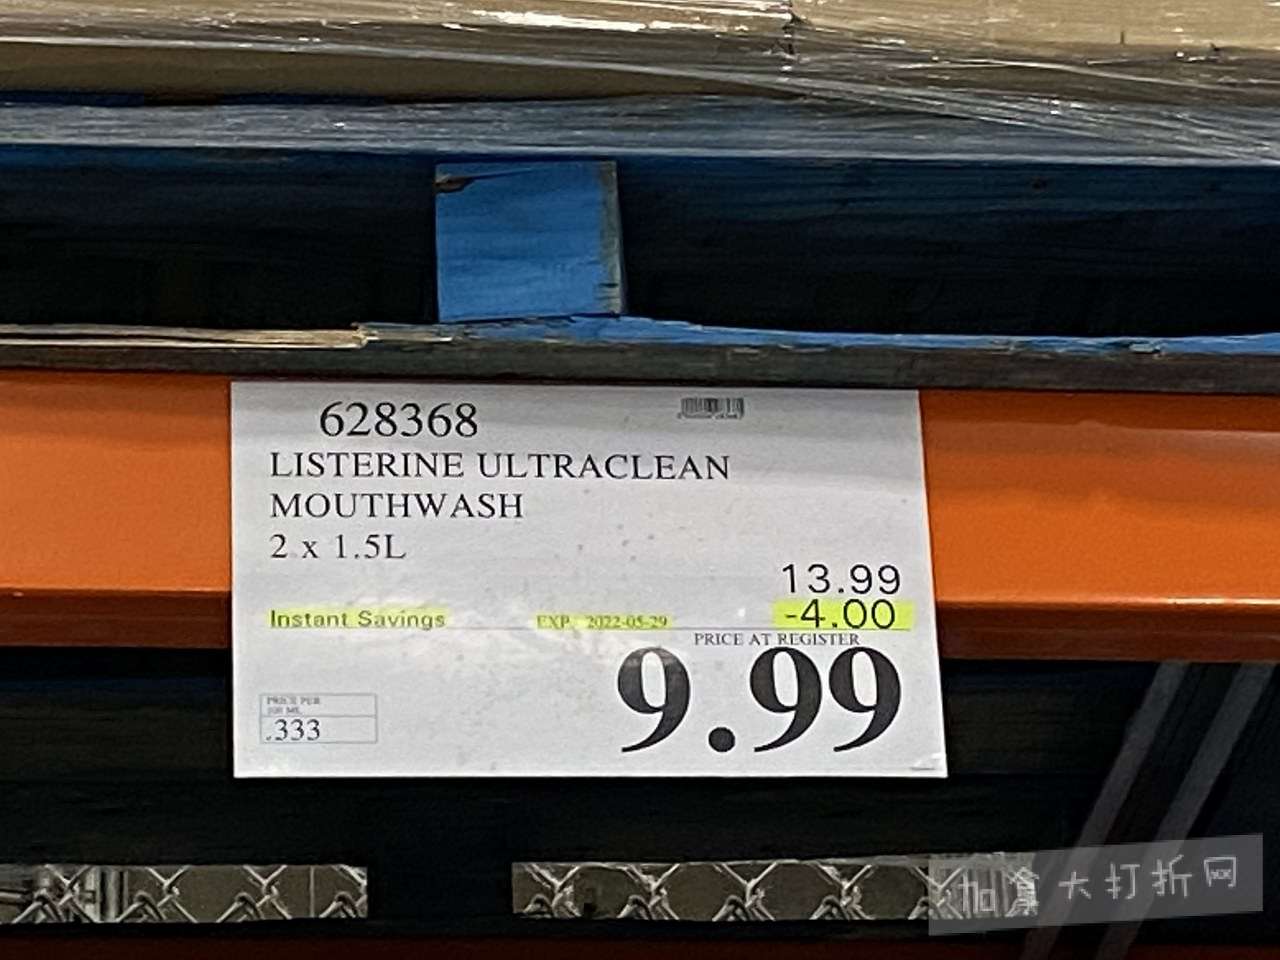 628368
LISTERINE ULTRACLEAN
MOUTHWASH
2 x 1.5L
13.99
Instant Savings EXP. 2022-05-29 -4.00
PRICE AT REGISTER
9.99
PRICE PER
100 ML
.333
加拿大打折网